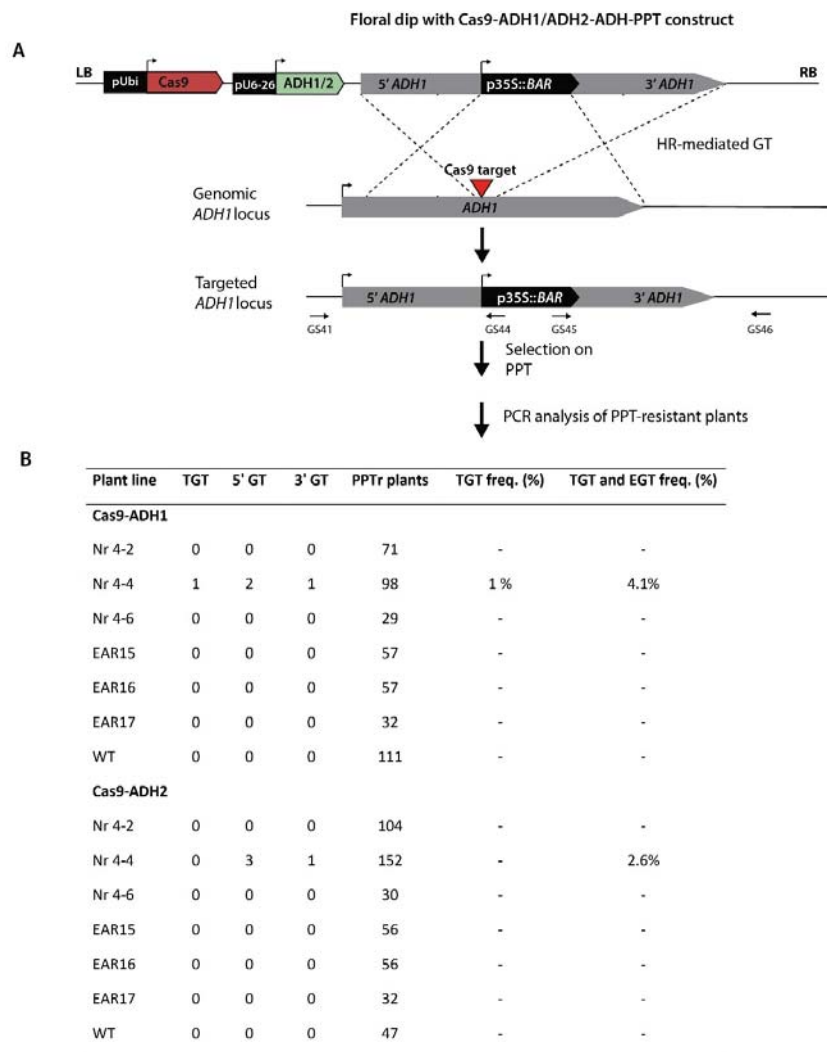 Floral dip with Cas9-ADH1/ADH2-ADH-PPT construct
A
LB pUbi Cas9 pU6-26 ADH1/2 5' ADH1 p35S::BAR 3' ADH1 RB
HR-mediated GT
Cas9 target
Genomic
ADH1 locus
ADH1
Targeted
ADH1 locus
5' ADH1 p35S::BAR 3' ADH1
GS41 GS44 GS45 GS46
Selection on
PPT
PCR analysis of PPT-resistant plants
B
Plant line TGT 5' GT 3' GT PPTr plants TGT freq. (%) TGT and EGT freq. (%)
Cas9-ADH1
Nr 4-2 0 0 0 71 - -
Nr 4-4 1 2 1 98 1 % 4.1%
Nr 4-6 0 0 0 29 - -
EAR15 0 0 0 57 - -
EAR16 0 0 0 57 - -
EAR17 0 0 0 32 - -
WT 0 0 0 111 - -
Cas9-ADH2
Nr 4-2 0 0 0 104 - -
Nr 4-4 0 3 1 152 - 2.6%
Nr 4-6 0 0 0 30 - -
EAR15 0 0 0 56 - -
EAR16 0 0 0 56 - -
EAR17 0 0 0 32 - -
WT 0 0 0 47 - -